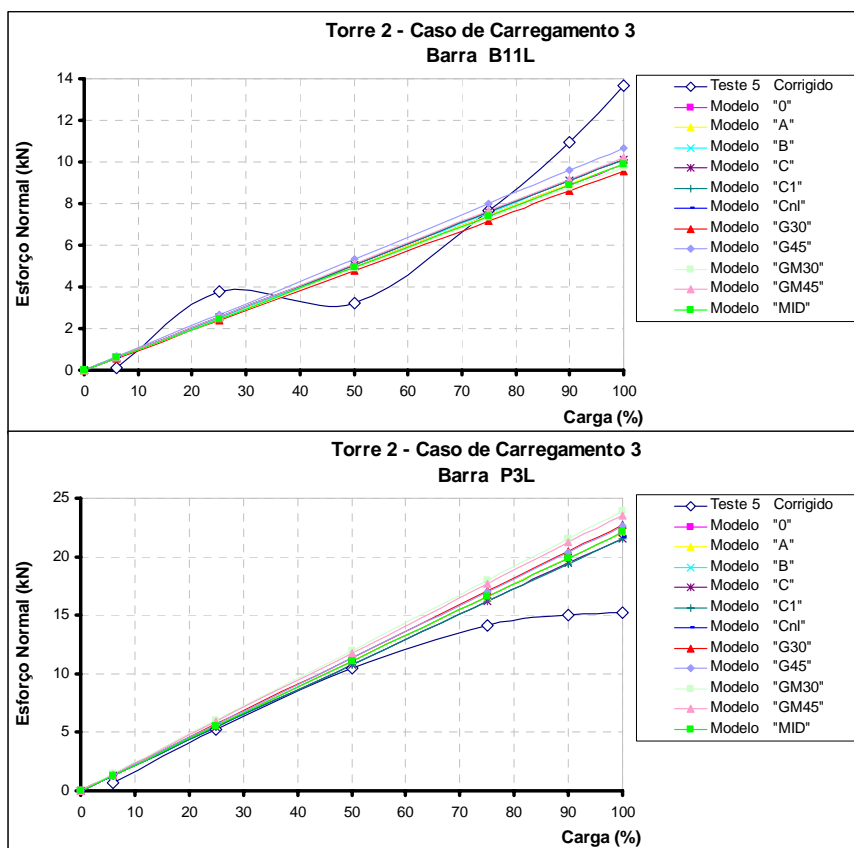 Torre 2 - Caso de Carregamento 3
Barra B11L
Esforço Normal (kN)
14
12
10
8
6
4
2
0
0 10 20 30 40 50 60 70 80 90 100
Carga (%)
Teste 5 Corrigido
Modelo "0"
Modelo "A"
Modelo "B"
Modelo "C"
Modelo "C1"
Modelo "Cnl"
Modelo "G30"
Modelo "G45"
Modelo "GM30"
Modelo "GM45"
Modelo "MID"
Torre 2 - Caso de Carregamento 3
Barra P3L
Esforço Normal (kN)
25
20
15
10
5
0
0 10 20 30 40 50 60 70 80 90 100
Carga (%)
Teste 5 Corrigido
Modelo "0"
Modelo "A"
Modelo "B"
Modelo "C"
Modelo "C1"
Modelo "Cnl"
Modelo "G30"
Modelo "G45"
Modelo "GM30"
Modelo "GM45"
Modelo "MID"